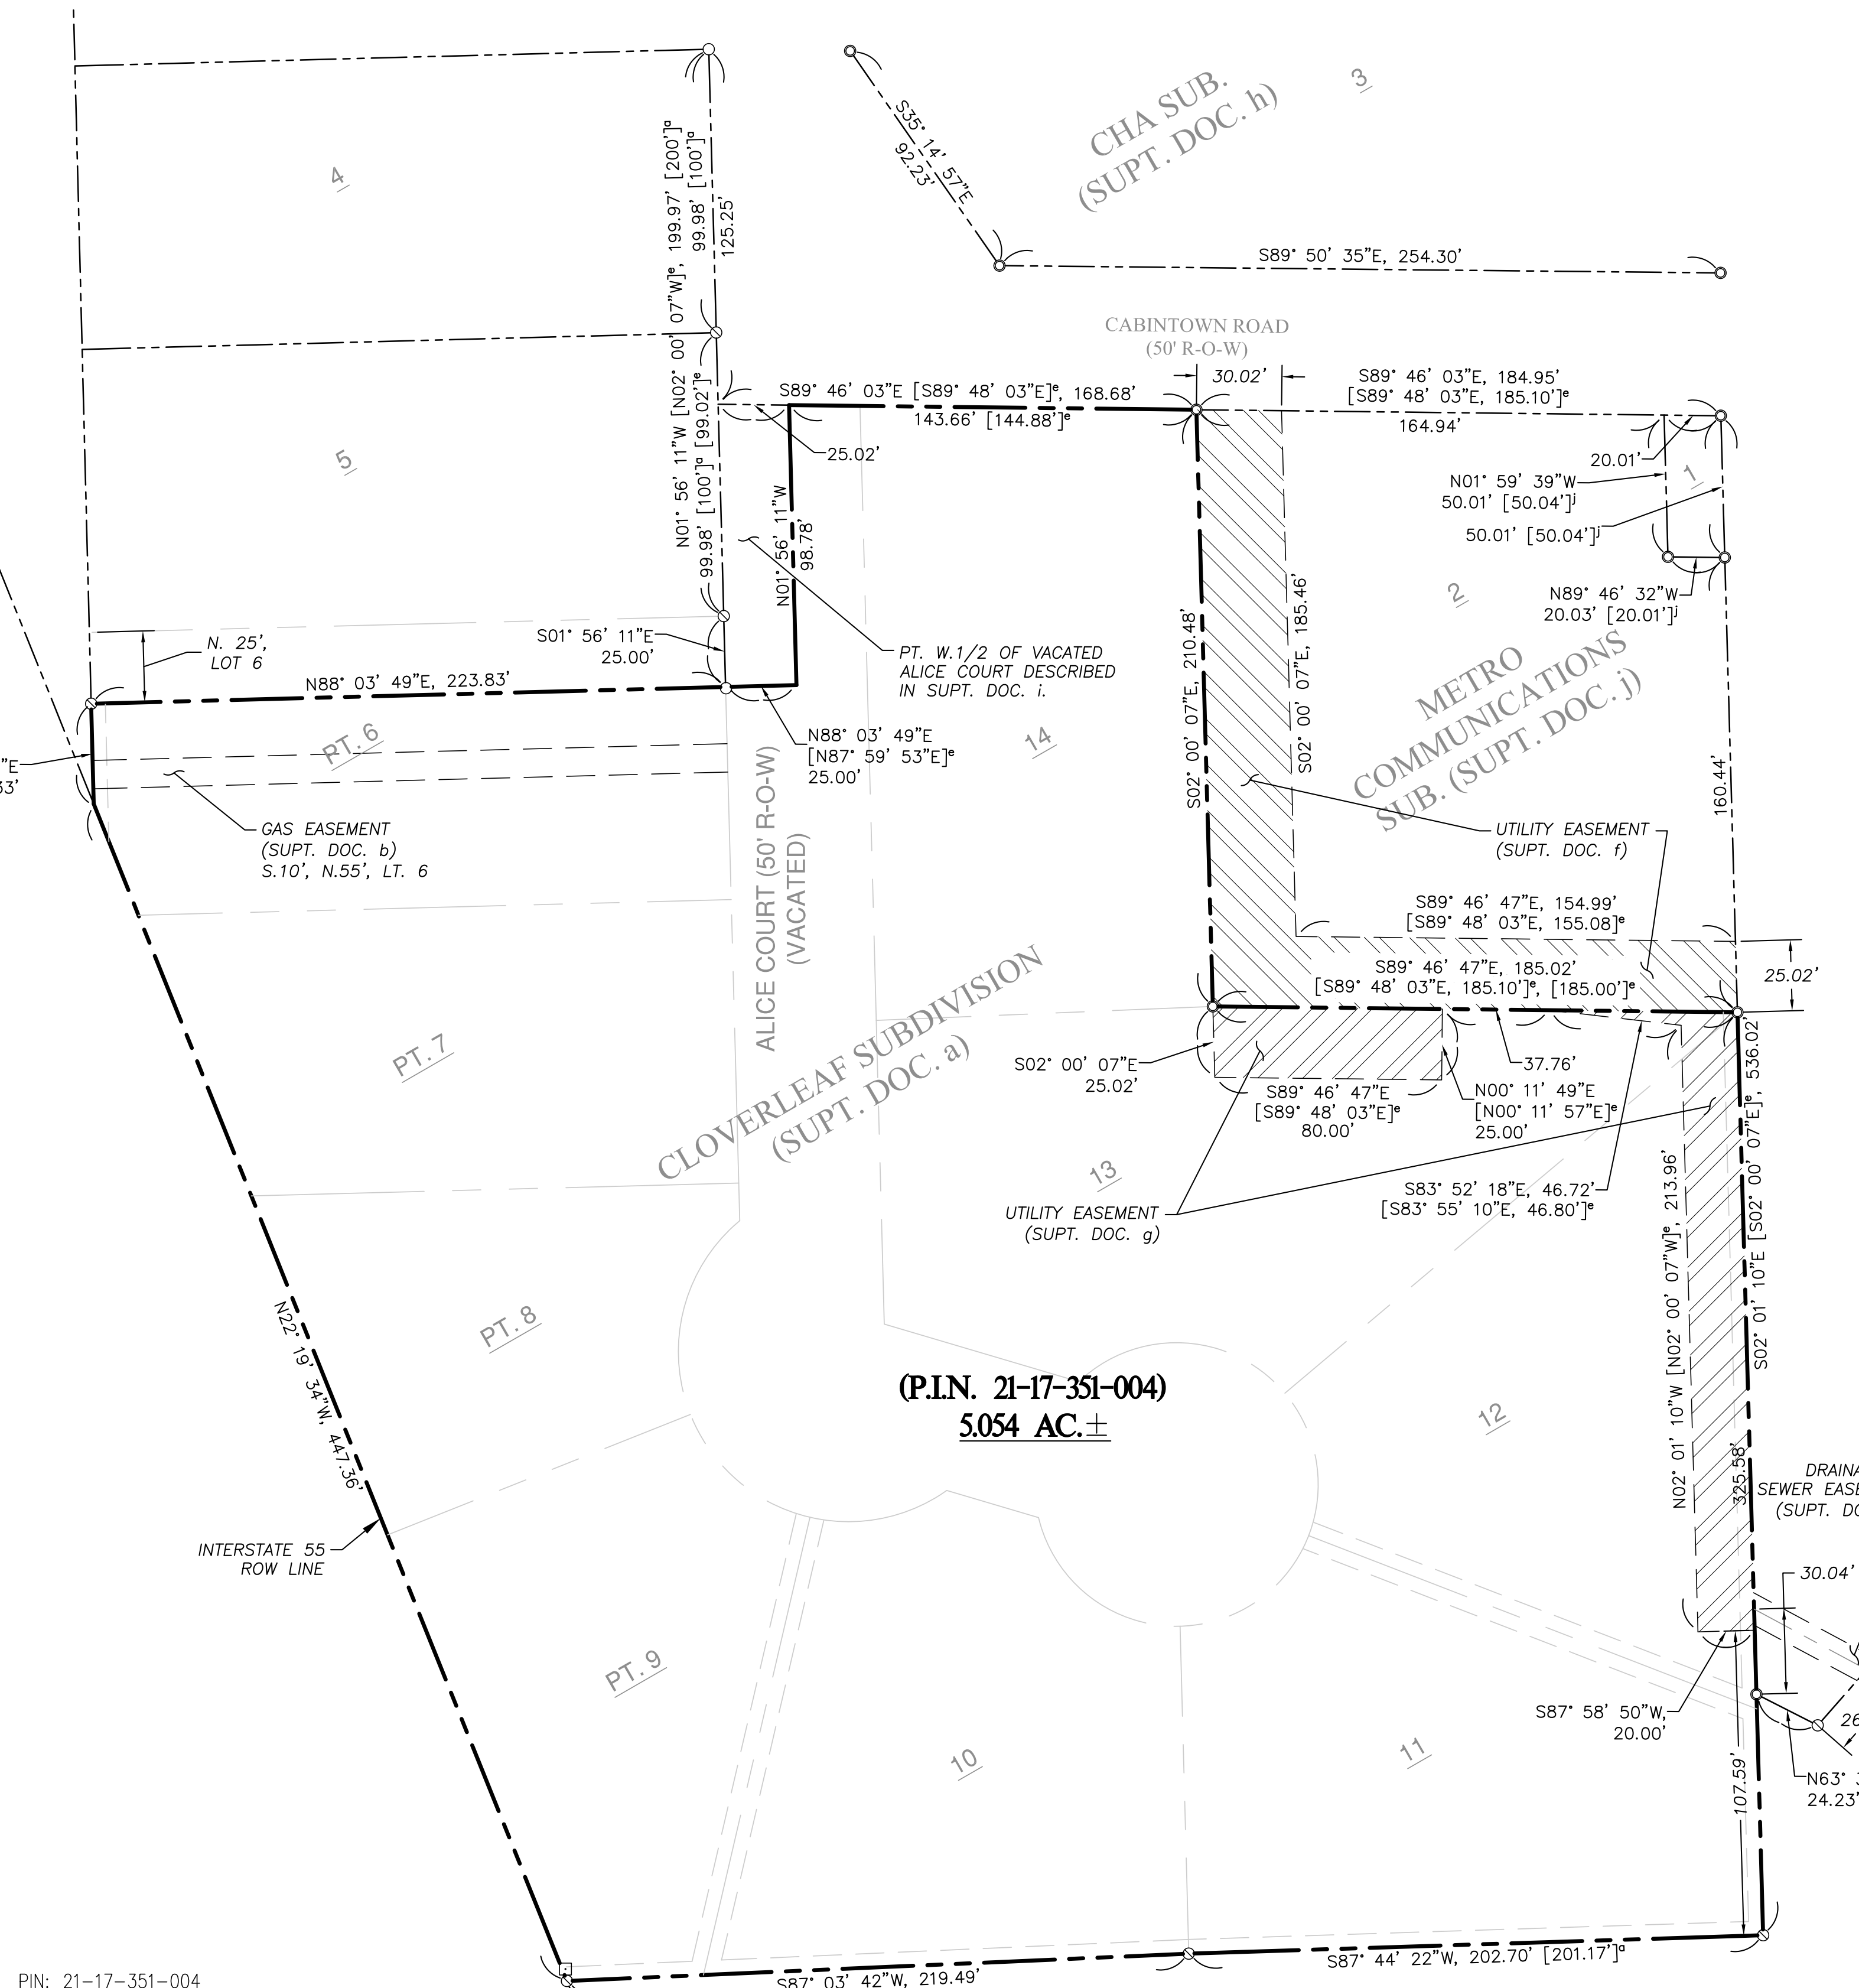 CHA SUB.
(SUPT. DOC. h)
3
4
S35° 14' 57"E
92.23'
N01° 56' 11"W [N02° 00' 07"W]ᵉ, 199.97' [200']ᵃ
99.98' [100']ᵃ
125.25'
S89° 50' 35"E, 254.30'
CABINTOWN ROAD
(50' R-O-W)
30.02'
S89° 46' 03"E [S89° 48' 03"E]ᵉ, 168.68'
143.66' [144.88']ᵉ
S89° 46' 03"E, 184.95'
[S89° 48' 03"E, 185.10']ᵉ
164.94'
25.02'
20.01'
1
5
99.98' [100']ᵃ [99.02']ᵉ
N01° 56' 11"W
98.78'
N01° 59' 39"W
50.01' [50.04']ʲ
50.01' [50.04']ʲ
N89° 46' 32"W
20.03' [20.01']ʲ
2
N. 25',
LOT 6
S01° 56' 11"E
25.00'
PT. W.1/2 OF VACATED
ALICE COURT DESCRIBED
IN SUPT. DOC. i.
S02° 00' 07"E, 210.48'
S02° 00' 07"E, 185.46'
METRO
COMMUNICATIONS
SUB. (SUPT. DOC. j)
N88° 03' 49"E, 223.83'
PT. 6
N88° 03' 49"E
[N87° 59' 53"E]ᵉ
25.00'
14
"E
33'
160.44'
GAS EASEMENT
(SUPT. DOC. b)
S.10', N.55', LT. 6
ALICE COURT (50' R-O-W)
(VACATED)
UTILITY EASEMENT
(SUPT. DOC. f)
S89° 46' 47"E, 154.99'
[S89° 48' 03"E, 155.08]ᵉ
S89° 46' 47"E, 185.02'
[S89° 48' 03"E, 185.10']ᵉ, [185.00']ᵉ
25.02'
PT. 7
CLOVERLEAF SUBDIVISION
(SUPT. DOC. a)
S02° 00' 07"E
25.02'
37.76'
S89° 46' 47"E
[S89° 48' 03"E]ᵉ
80.00'
N00° 11' 49"E
[N00° 11' 57"E]ᵉ
25.00'
13
S83° 52' 18"E, 46.72'
[S83° 55' 10"E, 46.80']ᵉ
UTILITY EASEMENT
(SUPT. DOC. g)
N02° 01' 10"W [N02° 00' 07"W]ᵉ, 213.96'
S02° 01' 10"E [S02° 00' 07"E]ᵉ, 536.02'
325.58'
PT. 8
N22° 19' 34"W, 447.36'
(P.I.N. 21-17-351-004)
5.054 AC.±
12
DRAINA
SEWER EASE
(SUPT. DO
INTERSTATE 55
ROW LINE
30.04'
PT. 9
S87° 58' 50"W,
20.00'
26
10
11
107.59'
N63°
24.23'
S87° 03' 42"W, 219.49'
S87° 44' 22"W, 202.70' [201.17']ᵃ
PIN: 21-17-351-004